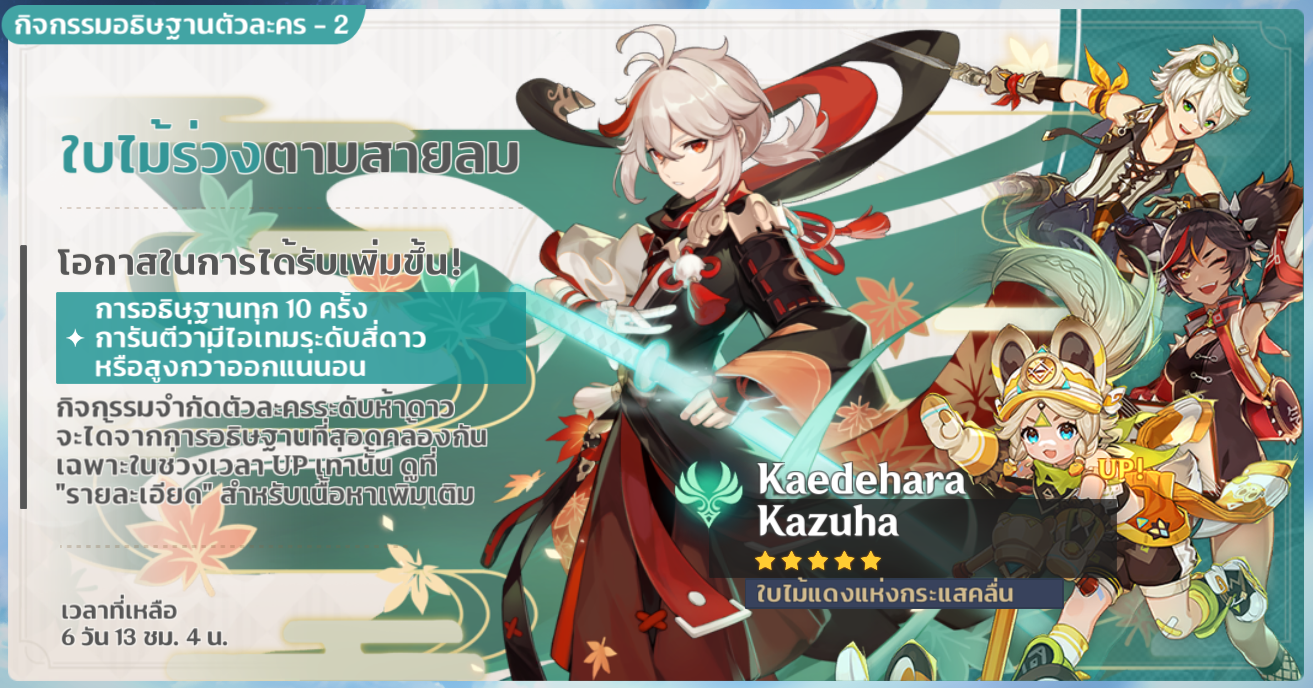 กิจกรรมอธิษฐานตัวละคร - 2
ใบไม้ร่วงตามสายลม
โอกาสในการได้รับเพิ่มขึ้น!
การอธิษฐานทุก 10 ครั้ง
✦ การันตีว่ามีไอเทมระดับสี่ดาว
หรือสูงกว่าออกแน่นอน
กิจกรรมจำกัดตัวละครระดับห้าดาว
จะได้จากการอธิษฐานที่สอดคล้องกัน
เฉพาะในช่วงเวลา UP เท่านั้น ดูที่
"รายละเอียด" สำหรับเนื้อหาเพิ่มเติม
เวลาที่เหลือ
6 วัน 13 ชม. 4 น.
UP!
Kaedehara
Kazuha
ใบไม้แดงแห่งกระแสคลื่น